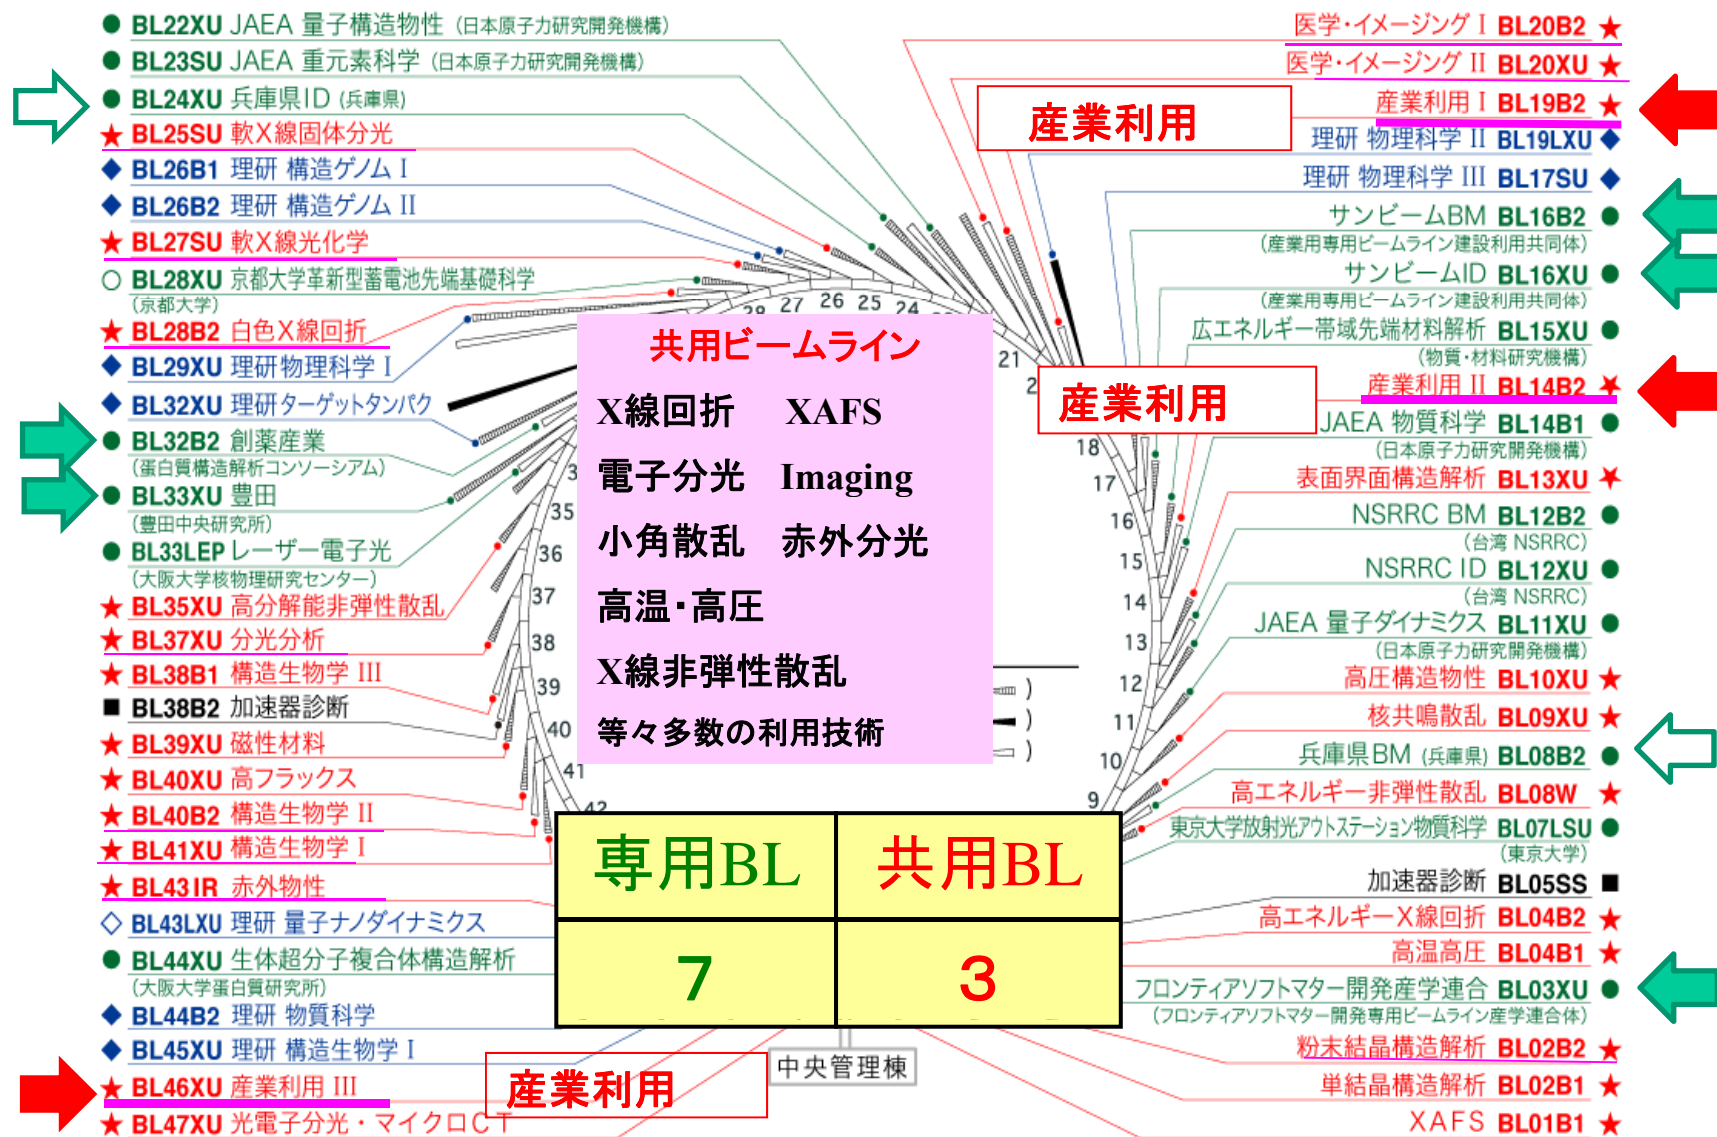 BL22XU JAEA 量子構造物性 (日本原子力研究開発機構)
BL23SU JAEA 重元素科学 (日本原子力研究開発機構)
BL24XU 兵庫県ID (兵庫県)
BL25SU 軟X線固体分光
BL26B1 理研 構造ゲノム I
BL26B2 理研 構造ゲノム II
BL27SU 軟X線光化学
BL28XU 京都大学革新型蓄電池先端基礎科学
(京都大学)
BL28B2 白色X線回折
BL29XU 理研物理科学 I
BL32XU 理研ターゲットタンパク
BL32B2 創薬産業
(蛋白質構造解析コンソーシアム)
BL33XU 豊田
(豊田中央研究所)
BL33LEP レーザー電子光
(大阪大学核物理研究センター)
BL35XU 高分解能非弾性散乱
BL37XU 分光分析
BL38B1 構造生物学 III
BL38B2 加速器診断
BL39XU 磁性材料
BL40XU 高フラックス
BL40B2 構造生物学 II
BL41XU 構造生物学 I
BL43IR 赤外物性
BL43LXU 理研 量子ナノダイナミクス
BL44XU 生体超分子複合体構造解析
(大阪大学蛋白質研究所)
BL44B2 理研 物質科学
BL45XU 理研 構造生物学 I
BL46XU 産業利用 III
BL47XU 光電子分光・マイクロCT
産業利用
28 27 26 25 24
21
18
17
16
15
14
13
12
11
10
9
35
36
37
38
39
40
41
42
共用ビームライン
X線回折 XAFS
電子分光 Imaging
小角散乱 赤外分光
高温・高圧
X線非弾性散乱
等々多数の利用技術
)
)
)
専用BL 共用BL
7 3
中央管理棟
産業利用
産業利用
医学・イメージング I BL20B2
医学・イメージング II BL20XU
産業利用 I BL19B2
理研 物理科学 II BL19LXU
理研 物理科学 III BL17SU
サンビームBM BL16B2
(産業用専用ビームライン建設利用共同体)
サンビームID BL16XU
(産業用専用ビームライン建設利用共同体)
広エネルギー帯域先端材料解析 BL15XU
(物質・材料研究機構)
産業利用 II BL14B2
JAEA 物質科学 BL14B1
(日本原子力研究開発機構)
表面界面構造解析 BL13XU
NSRRC BM BL12B2
(台湾 NSRRC)
NSRRC ID BL12XU
(台湾 NSRRC)
JAEA 量子ダイナミクス BL11XU
(日本原子力研究開発機構)
高圧構造物性 BL10XU
核共鳴散乱 BL09XU
兵庫県BM (兵庫県) BL08B2
高エネルギー非弾性散乱 BL08W
東京大学放射光アウトステーション物質科学 BL07LSU
(東京大学)
加速器診断 BL05SS
高エネルギーX線回折 BL04B2
高温高圧 BL04B1
フロンティアソフトマター開発産学連合 BL03XU
(フロンティアソフトマター開発専用ビームライン産学連合体)
粉末結晶構造解析 BL02B2
単結晶構造解析 BL02B1
XAFS BL01B1